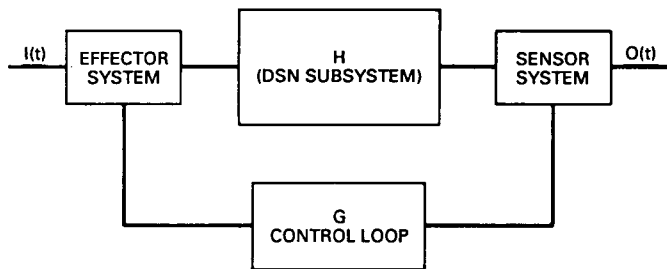 I(t)
EFFECTOR
SYSTEM
H
(DSN SUBSYSTEM)
SENSOR
SYSTEM
O(t)
G
CONTROL LOOP